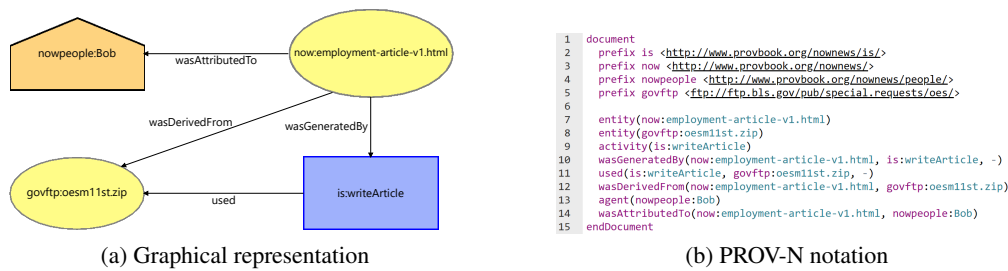 nowpeople:Bob
now:employment-article-v1.html
wasAttributedTo
wasDerivedFrom
wasGeneratedBy
govftp:oesm11st.zip
used
is:writeArticle
(a) Graphical representation
1 document
2 prefix is <http://www.provbook.org/nownews/is/>
3 prefix now <http://www.provbook.org/nownews/>
4 prefix nowpeople <http://www.provbook.org/nownews/people/>
5 prefix govftp <ftp://ftp.bls.gov/pub/special.requests/oes/>
6
7 entity(now:employment-article-v1.html)
8 entity(govftp:oesm11st.zip)
9 activity(is:writeArticle)
10 wasGeneratedBy(now:employment-article-v1.html, is:writeArticle, -)
11 used(is:writeArticle, govftp:oesm11st.zip, -)
12 wasDerivedFrom(now:employment-article-v1.html, govftp:oesm11st.zip)
13 agent(nowpeople:Bob)
14 wasAttributedTo(now:employment-article-v1.html, nowpeople:Bob)
15 endDocument
(b) PROV-N notation